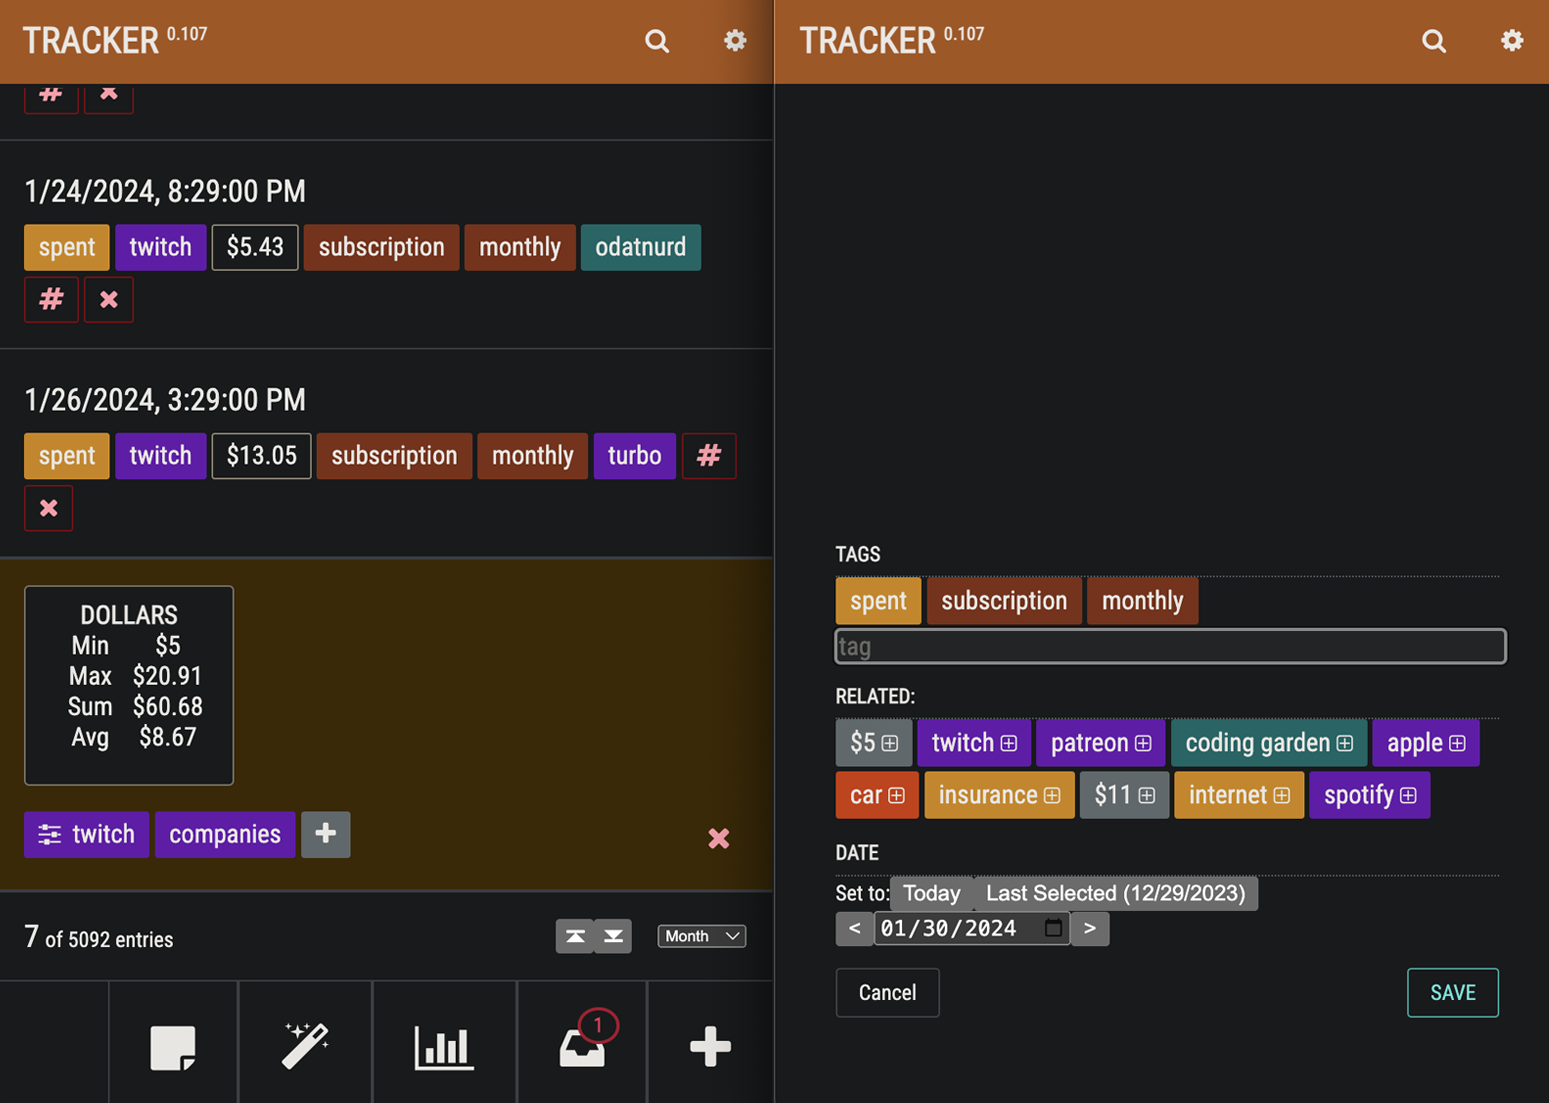 TRACKER 0.107
#
1/24/2024, 8:29:00 PM
spent twitch $5.43 subscription monthly odatnurd
#
1/26/2024, 3:29:00 PM
spent twitch $13.05 subscription monthly turbo #
DOLLARS
Min $5
Max $20.91
Sum $60.68
Avg $8.67
twitch companies +
7 of 5092 entries Month
1
TRACKER 0.107
TAGS
spent subscription monthly
tag
RELATED:
$5 twitch patreon coding garden apple
car insurance $11 internet spotify
DATE
Set to: Today Last Selected (12/29/2023)
< 01/30/2024 >
Cancel SAVE